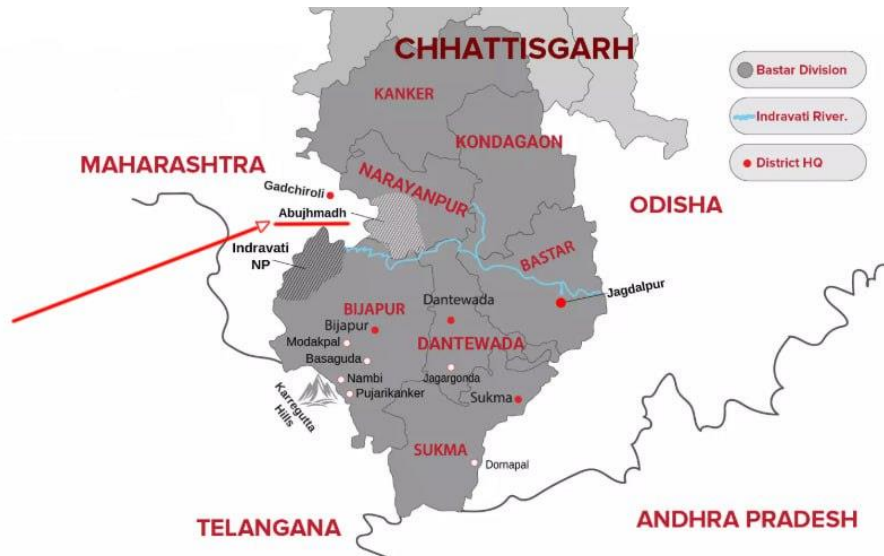 CHHATTISGARH
Bastar Division
KANKER
Indravati River.
KONDAGAON
MAHARASHTRA
District HQ
NARAYANPUR
Gadchiroli
ODISHA
Abujhmadh
Indravati
NP
BASTAR
Jagdalpur
Dantewada
BIJAPUR
Bijapur
Modakpal
DANTEWADA
Basaguda
Jagargonda
Nambi
Pujarikanker
Karregutta
Hills
Sukma
SUKMA
Dornapal
TELANGANA
ANDHRA PRADESH